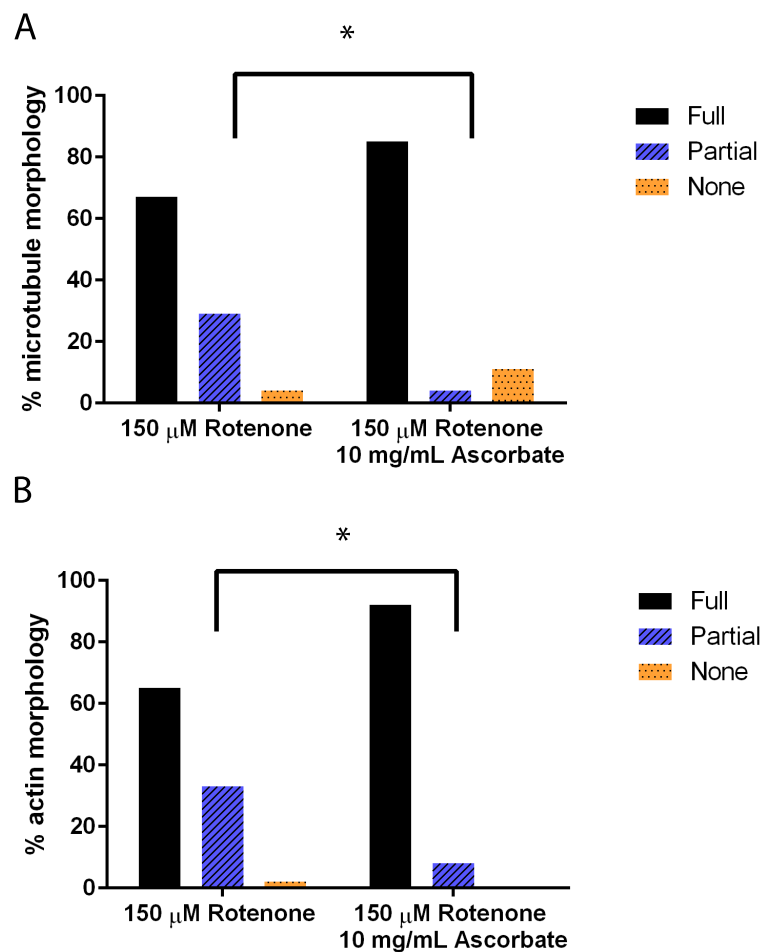 A
*
% microtubule morphology
100
80
60
40
20
0
Full
Partial
None
150 μM Rotenone
150 μM Rotenone
10 mg/mL Ascorbate
B
*
% actin morphology
100
80
60
40
20
0
Full
Partial
None
150 μM Rotenone
150 μM Rotenone
10 mg/mL Ascorbate